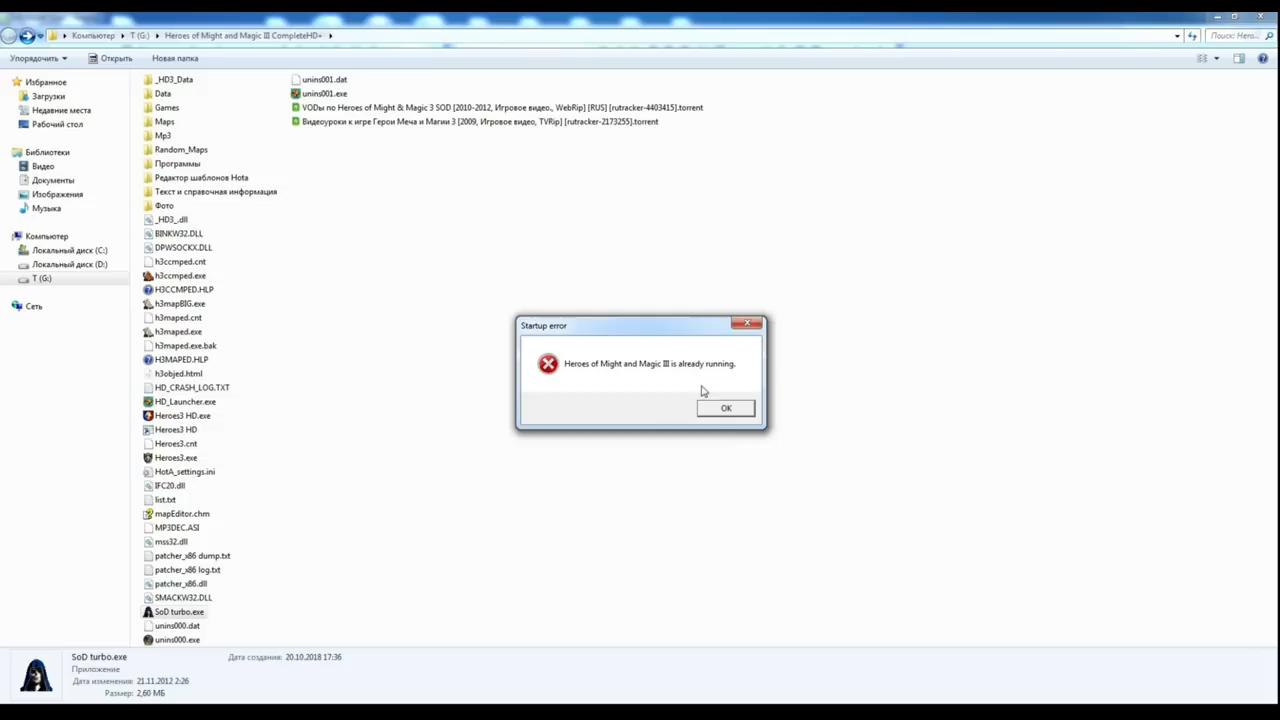 Компьютер
T (G:)
Heroes of Might and Magic III CompleteHD+
Поиск: Hero...
Упорядочить
Открыть
Новая папка
Избранное
Загрузки
Недавние места
Рабочий стол
Библиотеки
Видео
Документы
Изображения
Музыка
Компьютер
Локальный диск (C:)
Локальный диск (D:)
T (G:)
Сеть
_HD3_Data
Data
Games
Maps
Mp3
Random_Maps
Программы
Редактор шаблонов Hota
Текст и справочная информация
Фото
_HD3_.dll
BINKW32.DLL
DPWSOCKX.DLL
h3ccmped.cnt
h3ccmped.exe
H3CCMPED.HLP
h3mapBIG.exe
h3maped.cnt
h3maped.exe
h3maped.exe.bak
H3MAPED.HLP
h3objed.html
HD_CRASH_LOG.TXT
HD_Launcher.exe
Heroes3 HD.exe
Heroes3 HD
Heroes3.cnt
Heroes3.exe
HotA_settings.ini
IFC20.dll
list.txt
mapEditor.chm
MP3DEC.ASI
mss32.dll
patcher_x86 dump.txt
patcher_x86 log.txt
patcher_x86.dll
SMACKW32.DLL
SoD turbo.exe
unins000.dat
unins000.exe
unins001.dat
unins001.exe
VODы по Heroes of Might & Magic 3 SOD [2010-2012, Игровое видео., WebRip] [RUS] [rutracker-4403415].torrent
Видеоуроки к игре Герои Меча и Магии 3 [2009, Игровое видео, TVRip] [rutracker-2173255].torrent
Startup error
Heroes of Might and Magic III is already running.
OK
SoD turbo.exe
Приложение
Дата изменения: 21.11.2012 2:26
Размер: 2,60 МБ
Дата создания: 20.10.2018 17:36